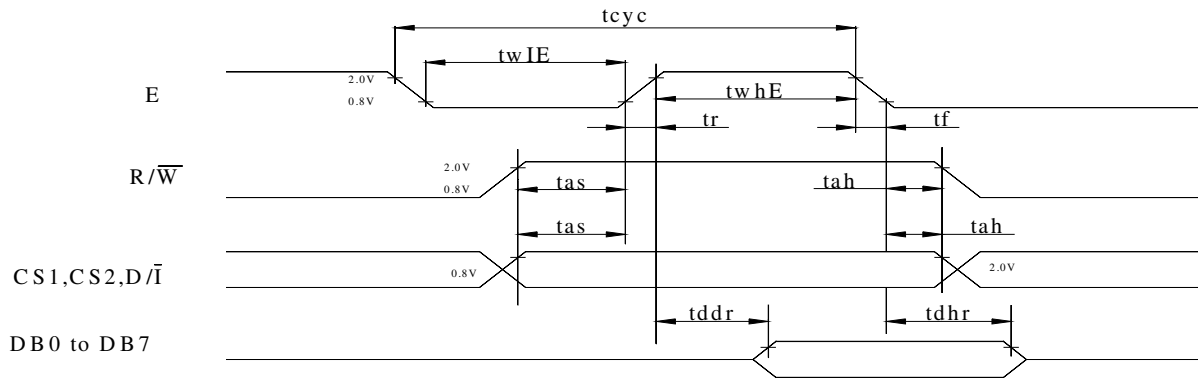 tcyc
twIE
2.0V
E
0.8V
twhE
tr
tf
R/W̅
2.0V
0.8V
tas
tah
tas
tah
CS1,CS2,D/I̅
0.8V
2.0V
tddr
tdhr
DB0 to DB7